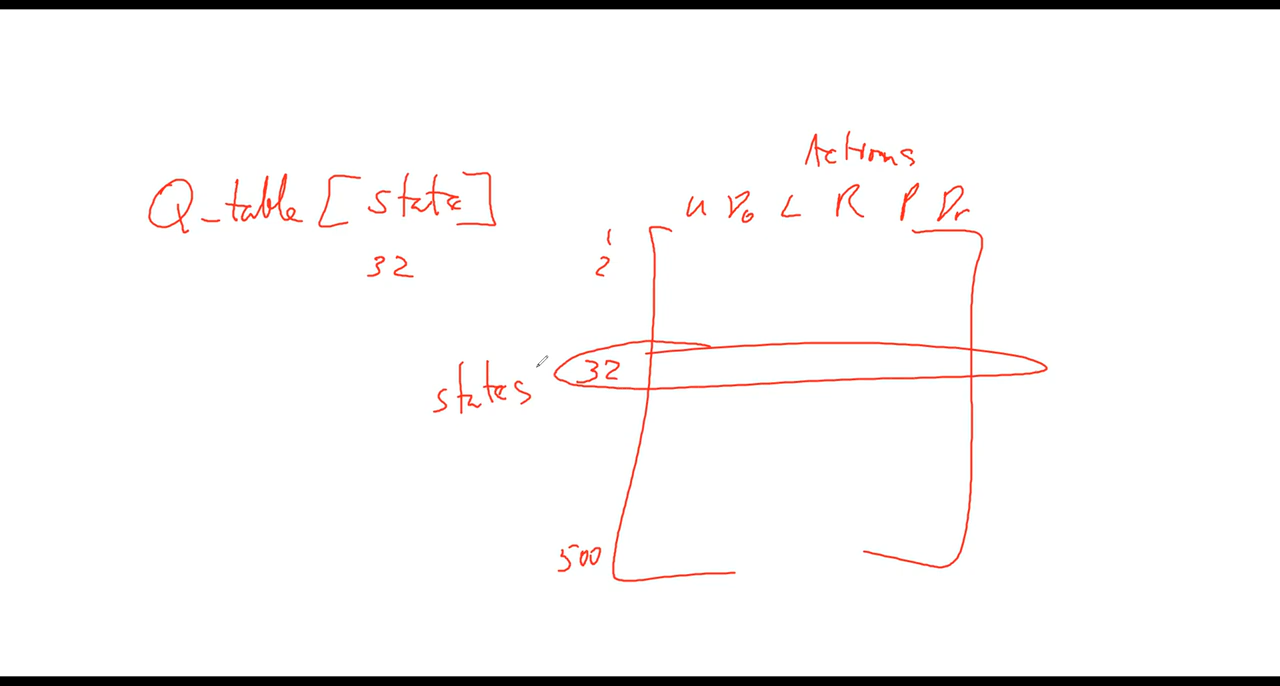 Actions
Q_table [state]
U Do L R P Dr
1
32
2
states
32
500